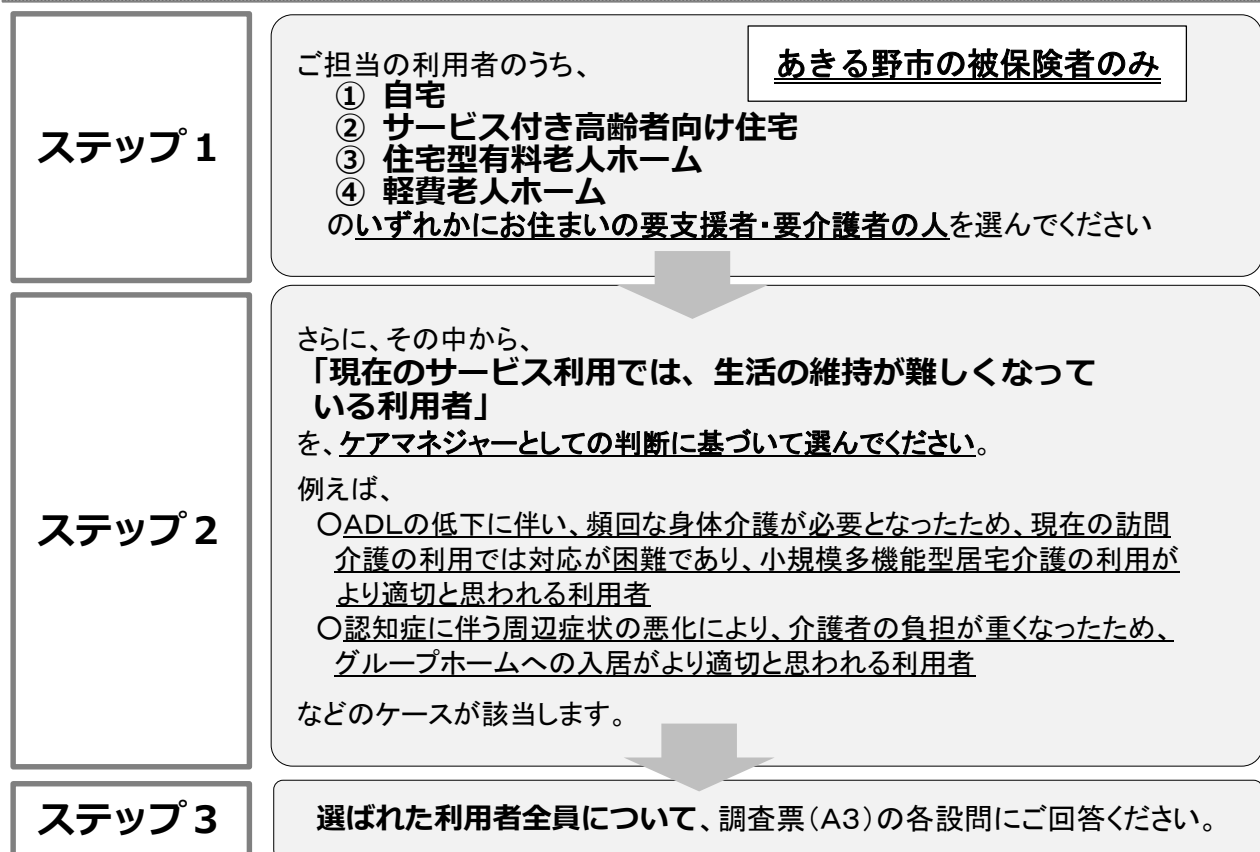 ステップ1
ご担当の利用者のうち、
あきる野市の被保険者のみ
① 自宅
② サービス付き高齢者向け住宅
③ 住宅型有料老人ホーム
④ 軽費老人ホーム
のいずれかにお住まいの要支援者・要介護者の人を選んでください
ステップ2
さらに、その中から、
「現在のサービス利用では、生活の維持が難しくなって
いる利用者」
を、ケアマネジャーとしての判断に基づいて選んでください。
例えば、
○ADLの低下に伴い、頻回な身体介護が必要となったため、現在の訪問
介護の利用では対応が困難であり、小規模多機能型居宅介護の利用が
より適切と思われる利用者
○認知症に伴う周辺症状の悪化により、介護者の負担が重くなったため、
グループホームへの入居がより適切と思われる利用者
などのケースが該当します。
ステップ3
選ばれた利用者全員について、調査票(A3)の各設問にご回答ください。